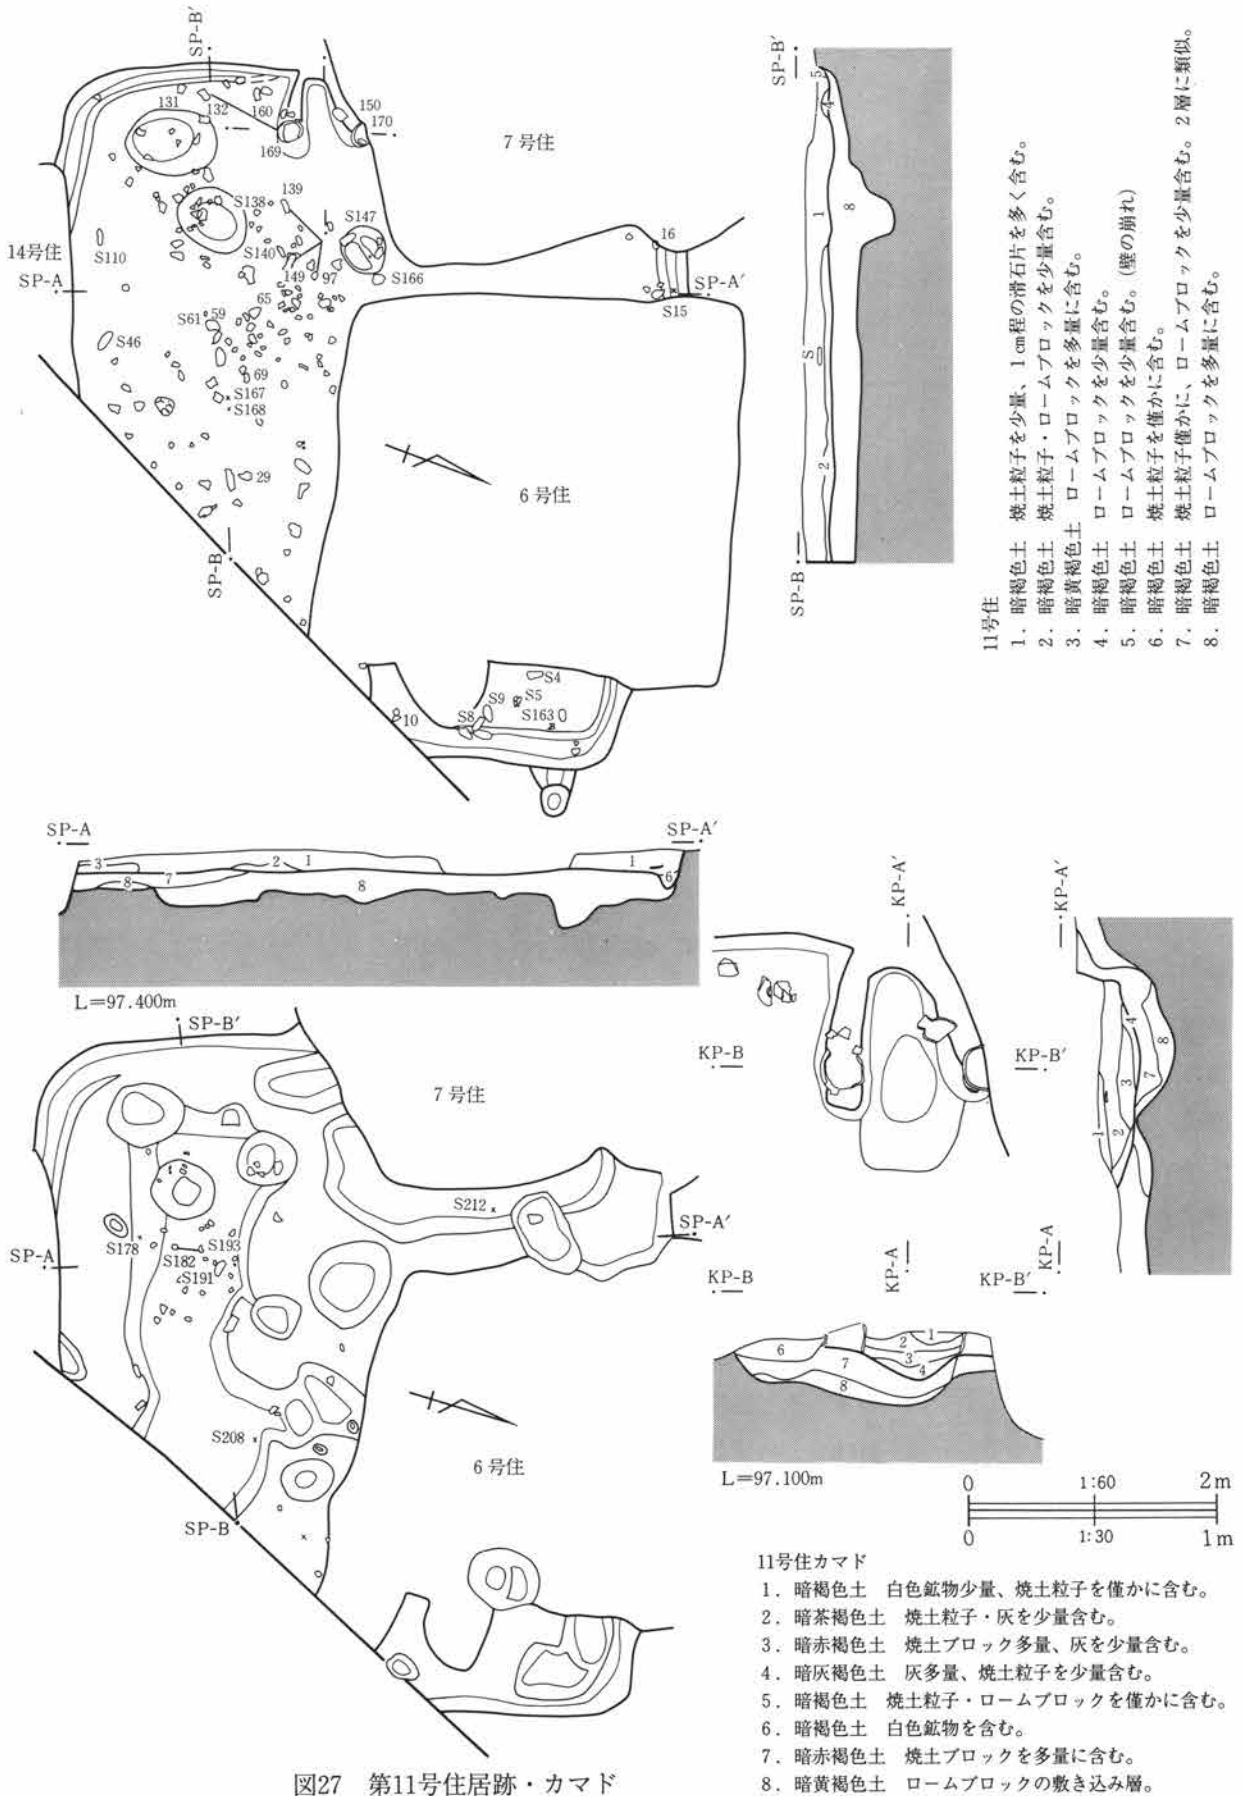 SP-B′
131
132
160
150
170
169
7号住
S138
139
S147
16
14号住
S110
S140
SP-A
149
97
S166
SP-A′
65
S15
S61
59
S46
69
S167
S168
29
6号住
SP-B
S4
S9
S5
10
S8
S163
SP-B′
5
4
1
8
S
2
SP-B
11号住
1. 暗褐色土 焼土粒子を少量、1cm程の滑石片を多く含む。
2. 暗褐色土 焼土粒子・ロームブロックを少量含む。
3. 暗黄褐色土 ロームブロックを多量に含む。
4. 暗褐色土 ロームブロックを少量含む。
5. 暗褐色土 ロームブロックを少量含む。(壁の崩れ)
6. 暗褐色土 焼土粒子を僅かに含む。
7. 暗褐色土 焼土粒子僅かに、ロームブロックを少量含む。2層に類似。
8. 暗褐色土 ロームブロックを多量に含む。
SP-A
SP-A′
3
2
1
1
8
7
8
6
L=97.400m
SP-B′
7号住
S212
SP-A′
S178
S193
SP-A
S182
S191
S208
6号住
SP-B
KP-A′
KP-B
KP-B′
KP-A
KP-A′
4
8
3
7
1
2
KP-A
KP-B
KP-B′
1
2
6
3
7
4
8
L=97.100m
0 1:60 2m
0 1:30 1m
11号住カマド
1. 暗褐色土 白色鉱物少量、焼土粒子を僅かに含む。
2. 暗茶褐色土 焼土粒子・灰を少量含む。
3. 暗赤褐色土 焼土ブロック多量、灰を少量含む。
4. 暗灰褐色土 灰多量、焼土粒子を少量含む。
5. 暗褐色土 焼土粒子・ロームブロックを僅かに含む。
6. 暗褐色土 白色鉱物を含む。
7. 暗赤褐色土 焼土ブロックを多量に含む。
8. 暗黄褐色土 ロームブロックの敷き込み層。
図27 第11号住居跡・カマド